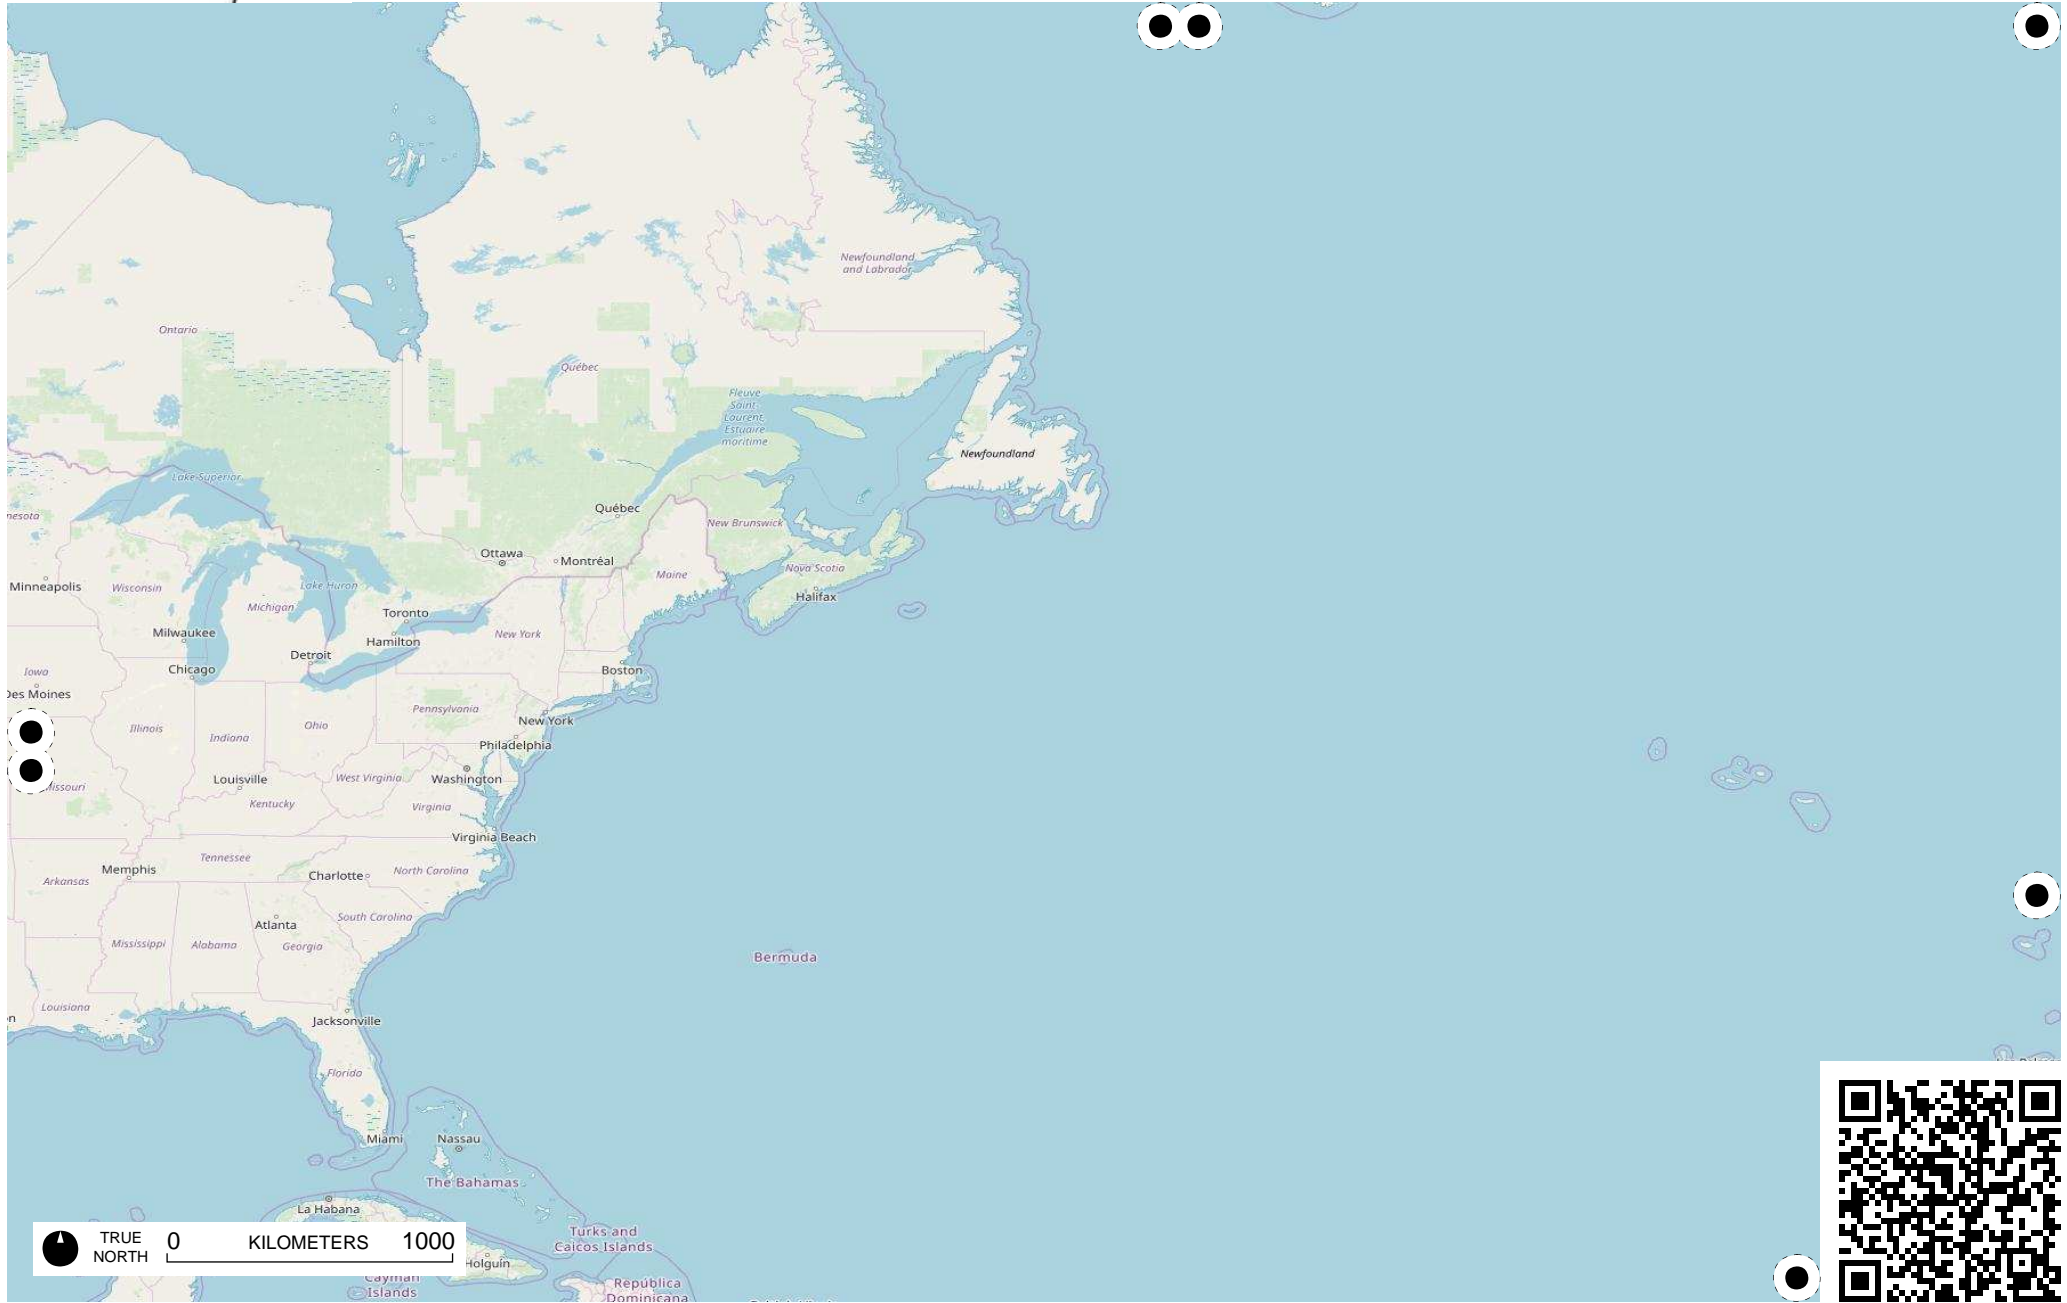 Newfoundland
and Labrador
Ontario
Québec
Fleuve
Saint-
Laurent,
Estuaire
maritime
Newfoundland
Lake Superior
Québec
New Brunswick
Ottawa
Montréal
Nova Scotia
Maine
Minneapolis
Wisconsin
Lake Huron
Halifax
Michigan
Toronto
Milwaukee
New York
Hamilton
Detroit
Chicago
Boston
Iowa
Des Moines
Pennsylvania
New York
Ohio
Illinois
Indiana
Philadelphia
Louisville
West Virginia
Washington
Missouri
Kentucky
Virginia
Virginia Beach
Tennessee
Memphis
Charlotte
North Carolina
Arkansas
South Carolina
Atlanta
Mississippi
Alabama
Georgia
Bermuda
Louisiana
Jacksonville
Florida
Miami
Nassau
The Bahamas
La Habana
Turks and
Caicos Islands
TRUE
NORTH
0 KILOMETERS 1000
Holguín
Cayman
Islands
República
Dominicana